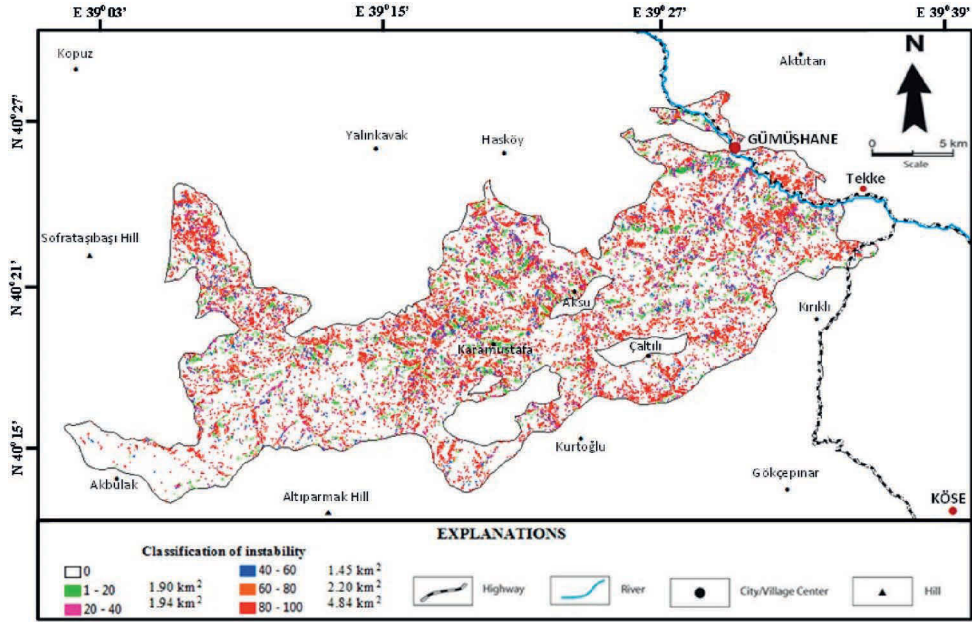 E 39°03'
E 39°15'
E 39°27'
E 39°39'
Kopuz
Aktutan
N
N 40°27'
Yalınkavak
Hasköy
GÜMÜŞHANE
0 5 km
Scale
Tekke
Sofrataşıbaşı Hill
N 40°21'
Aksu
Kırıklı
Karamustafa
Çaltılı
N 40°15'
Kurtoğlu
Akbulak
Altıparmak Hill
Gökçepınar
KÖSE
EXPLANATIONS
Classification of instability
0
40 - 60 1.45 km²
1 - 20 1.90 km²
60 - 80 2.20 km²
20 - 40 1.94 km²
80 - 100 4.84 km²
Highway
River
City/Village Center
Hill